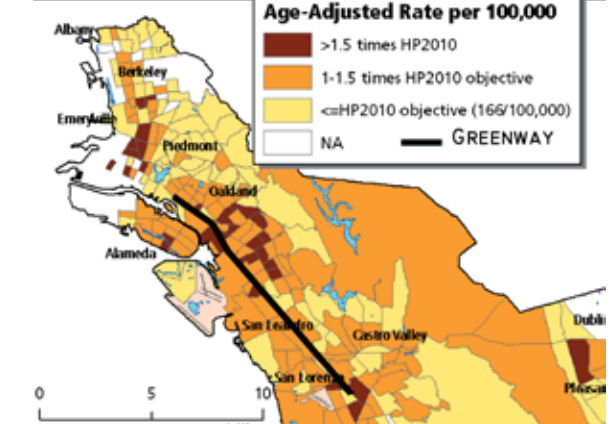 Age-Adjusted Rate per 100,000
>1.5 times HP2010
1-1.5 times HP2010 objective
<=HP2010 objective (166/100,000)
NA
GREENWAY
Albany
Berkeley
Emeryville
Piedmont
Oakland
Alameda
San Leandro
Castro Valley
San Lorenzo
Dublin
Pleasan
0 5 10